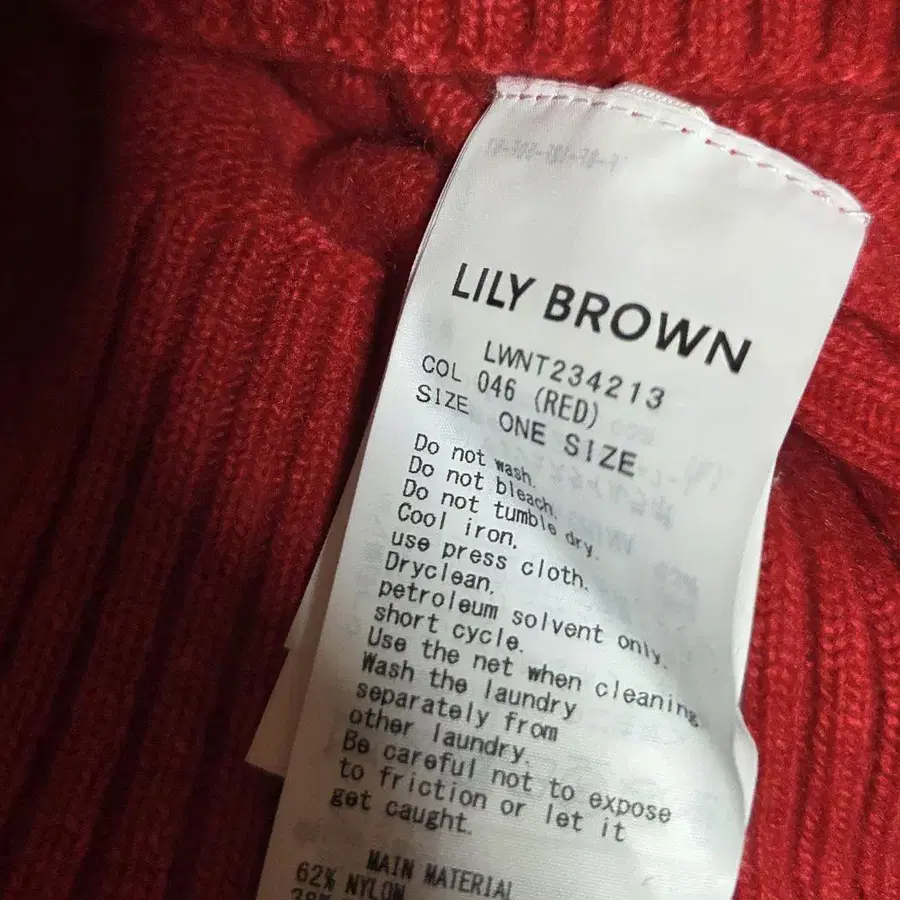 LILY BROWN
LWNT234213
COL 046 (RED)
SIZE ONE SIZE
Do not wash.
Do not bleach.
Do not tumble dry.
Cool iron.
use press cloth.
Dryclean.
petroleum solvent only.
short cycle.
Use the net when cleaning.
Wash the laundry
separately from
other laundry.
Be careful not to expose
to friction or let it
get caught.
MAIN MATERIAL
62% NYLON